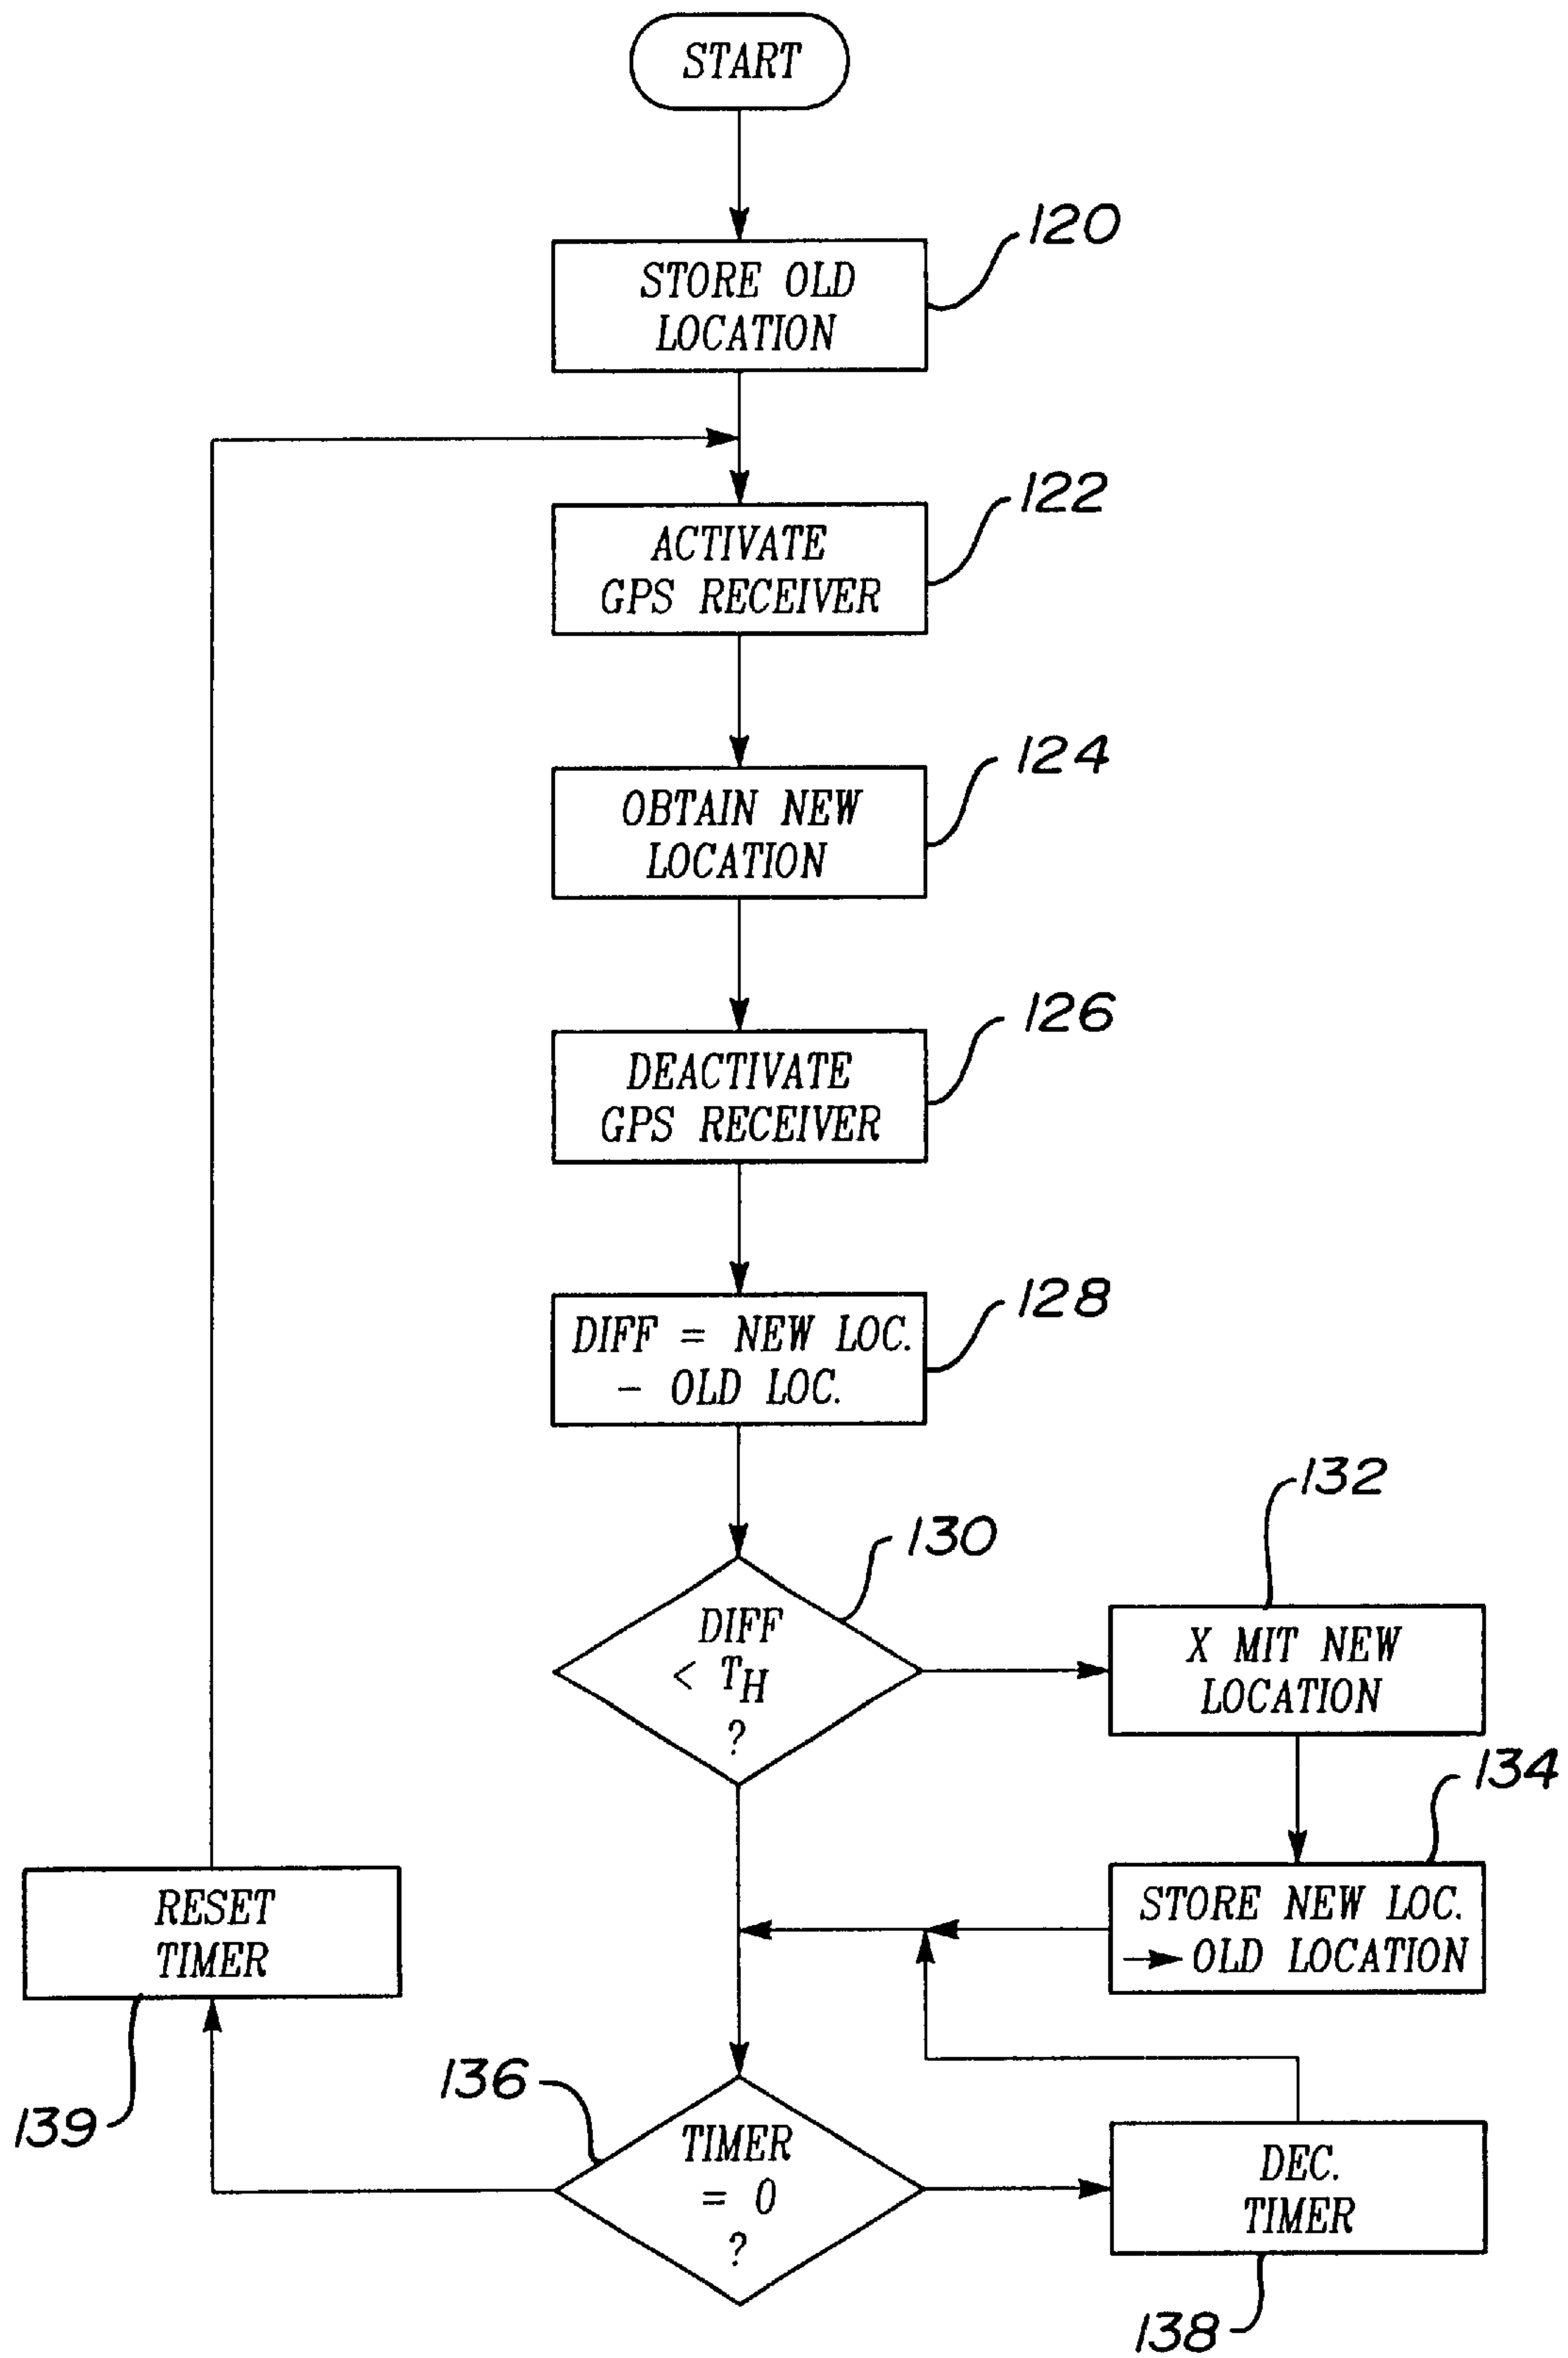 START
120
STORE OLD
LOCATION
122
ACTIVATE
GPS RECEIVER
124
OBTAIN NEW
LOCATION
126
DEACTIVATE
GPS RECEIVER
128
DIFF = NEW LOC.
- OLD LOC.
130
DIFF
< TH
?
132
X MIT NEW
LOCATION
134
STORE NEW LOC.
→ OLD LOCATION
RESET
TIMER
139
136
TIMER
= 0
?
DEC.
TIMER
138